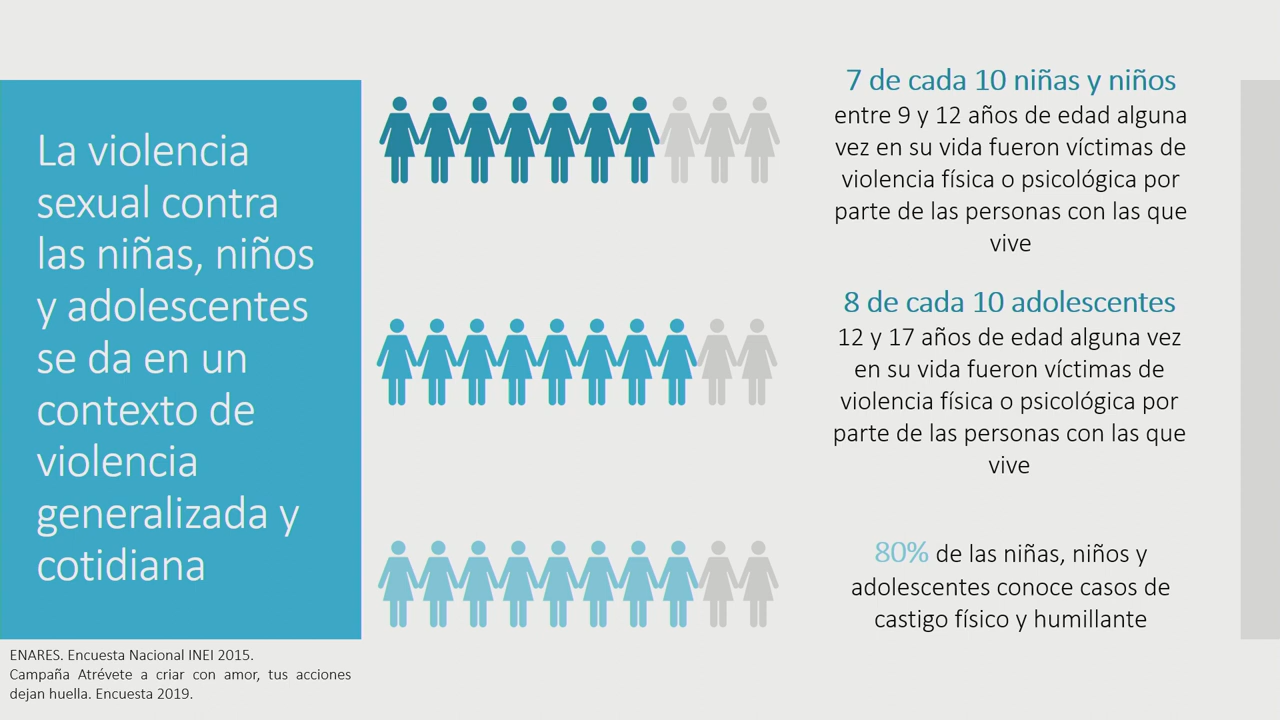 La violencia
sexual contra
las niñas, niños
y adolescentes
se da en un
contexto de
violencia
generalizada y
cotidiana
ENARES. Encuesta Nacional INEI 2015.
Campaña Atrévete a criar con amor, tus acciones
dejan huella. Encuesta 2019.
7 de cada 10 niñas y niños
entre 9 y 12 años de edad alguna
vez en su vida fueron víctimas de
violencia física o psicológica por
parte de las personas con las que
vive
8 de cada 10 adolescentes
12 y 17 años de edad alguna vez
en su vida fueron víctimas de
violencia física o psicológica por
parte de las personas con las que
vive
80% de las niñas, niños y
adolescentes conoce casos de
castigo físico y humillante